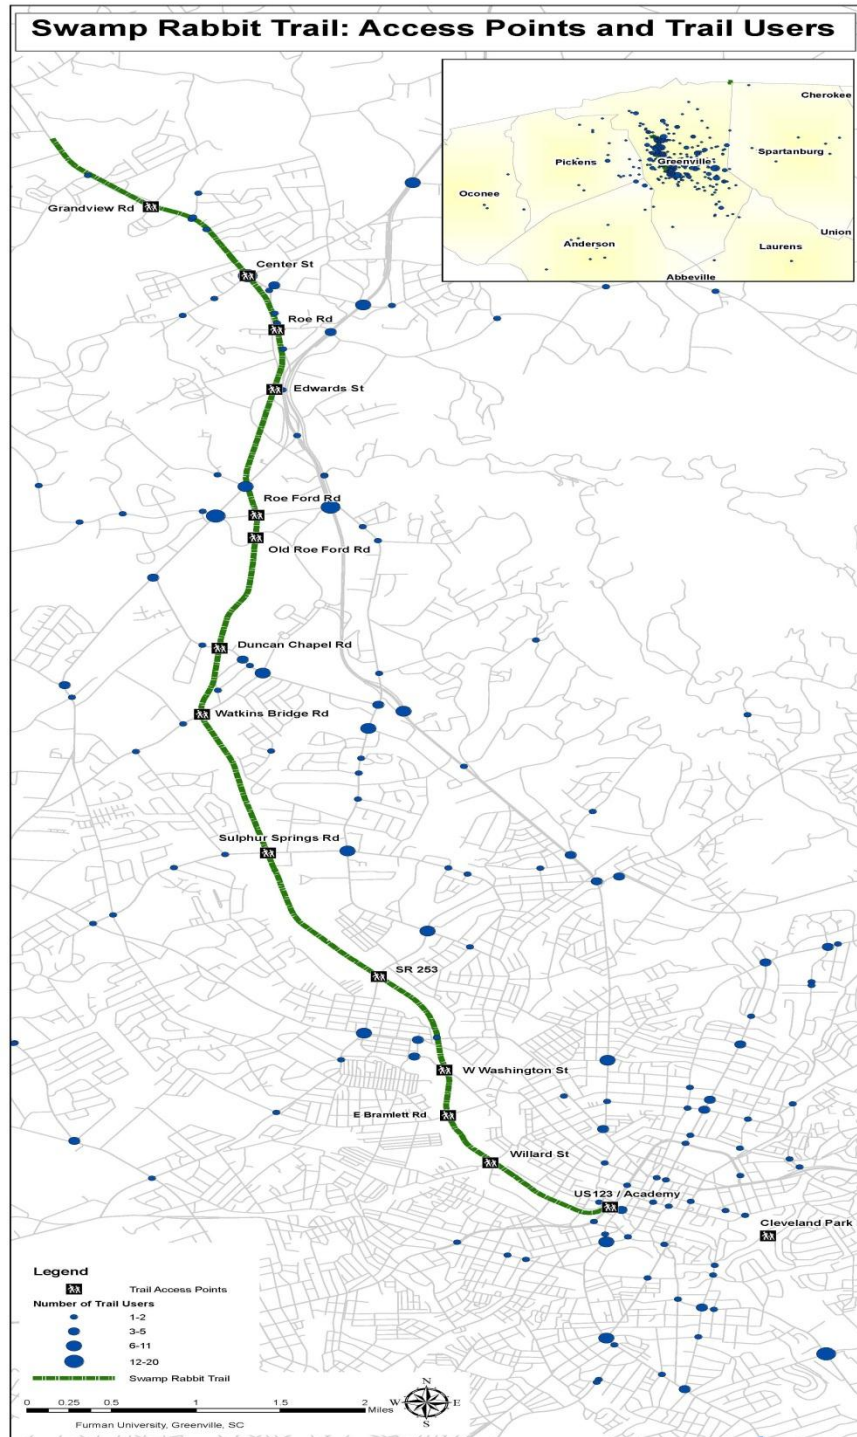 Swamp Rabbit Trail: Access Points and Trail Users
Cherokee
Pickens
Greenville
Spartanburg
Oconee
Union
Anderson
Laurens
Abbeville
Grandview Rd
Center St
Roe Rd
Edwards St
Roe Ford Rd
Old Roe Ford Rd
Duncan Chapel Rd
Watkins Bridge Rd
Sulphur Springs Rd
SR 253
W Washington St
E Bramlett Rd
Willard St
US123 / Academy
Cleveland Park
Legend
Trail Access Points
Number of Trail Users
1-2
3-5
6-11
12-20
Swamp Rabbit Trail
N
W E
S
0 0.25 0.5 1 1.5 2
Miles
Furman University, Greenville, SC